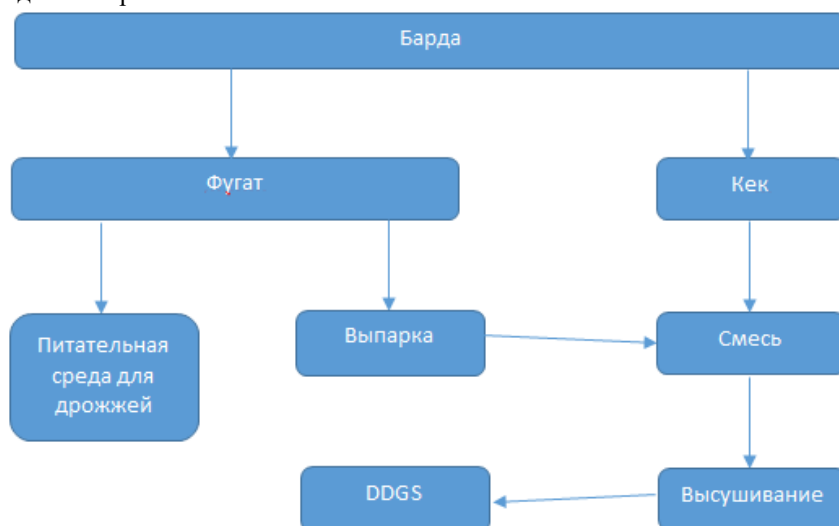 Барда
Фугат
Кек
Питательная
среда для
дрожжей
Выпарка
Смесь
DDGS
Высушивание